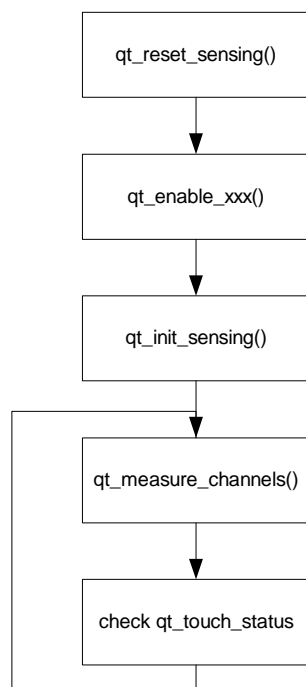 qt_reset_sensing()
qt_enable_xxx()
qt_init_sensing()
qt_measure_channels()
check qt_touch_status